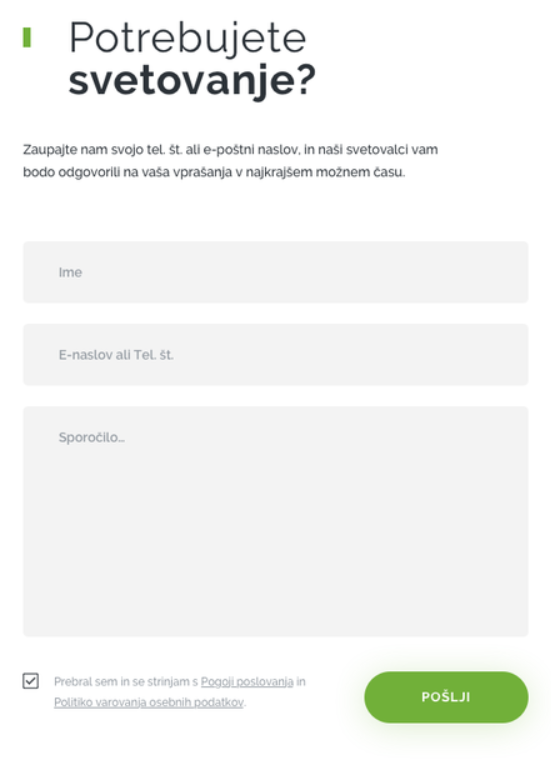 Potrebujete
svetovanje?
Zaupajte nam svojo tel. št. ali e-poštni naslov, in naši svetovalci vam
bodo odgovorili na vaša vprašanja v najkrajšem možnem času.
Ime
E-naslov ali Tel. št.
Sporočilo...
Prebral sem in se strinjam s Pogoji poslovanja in
Politiko varovanja osebnih podatkov.
POŠLJI